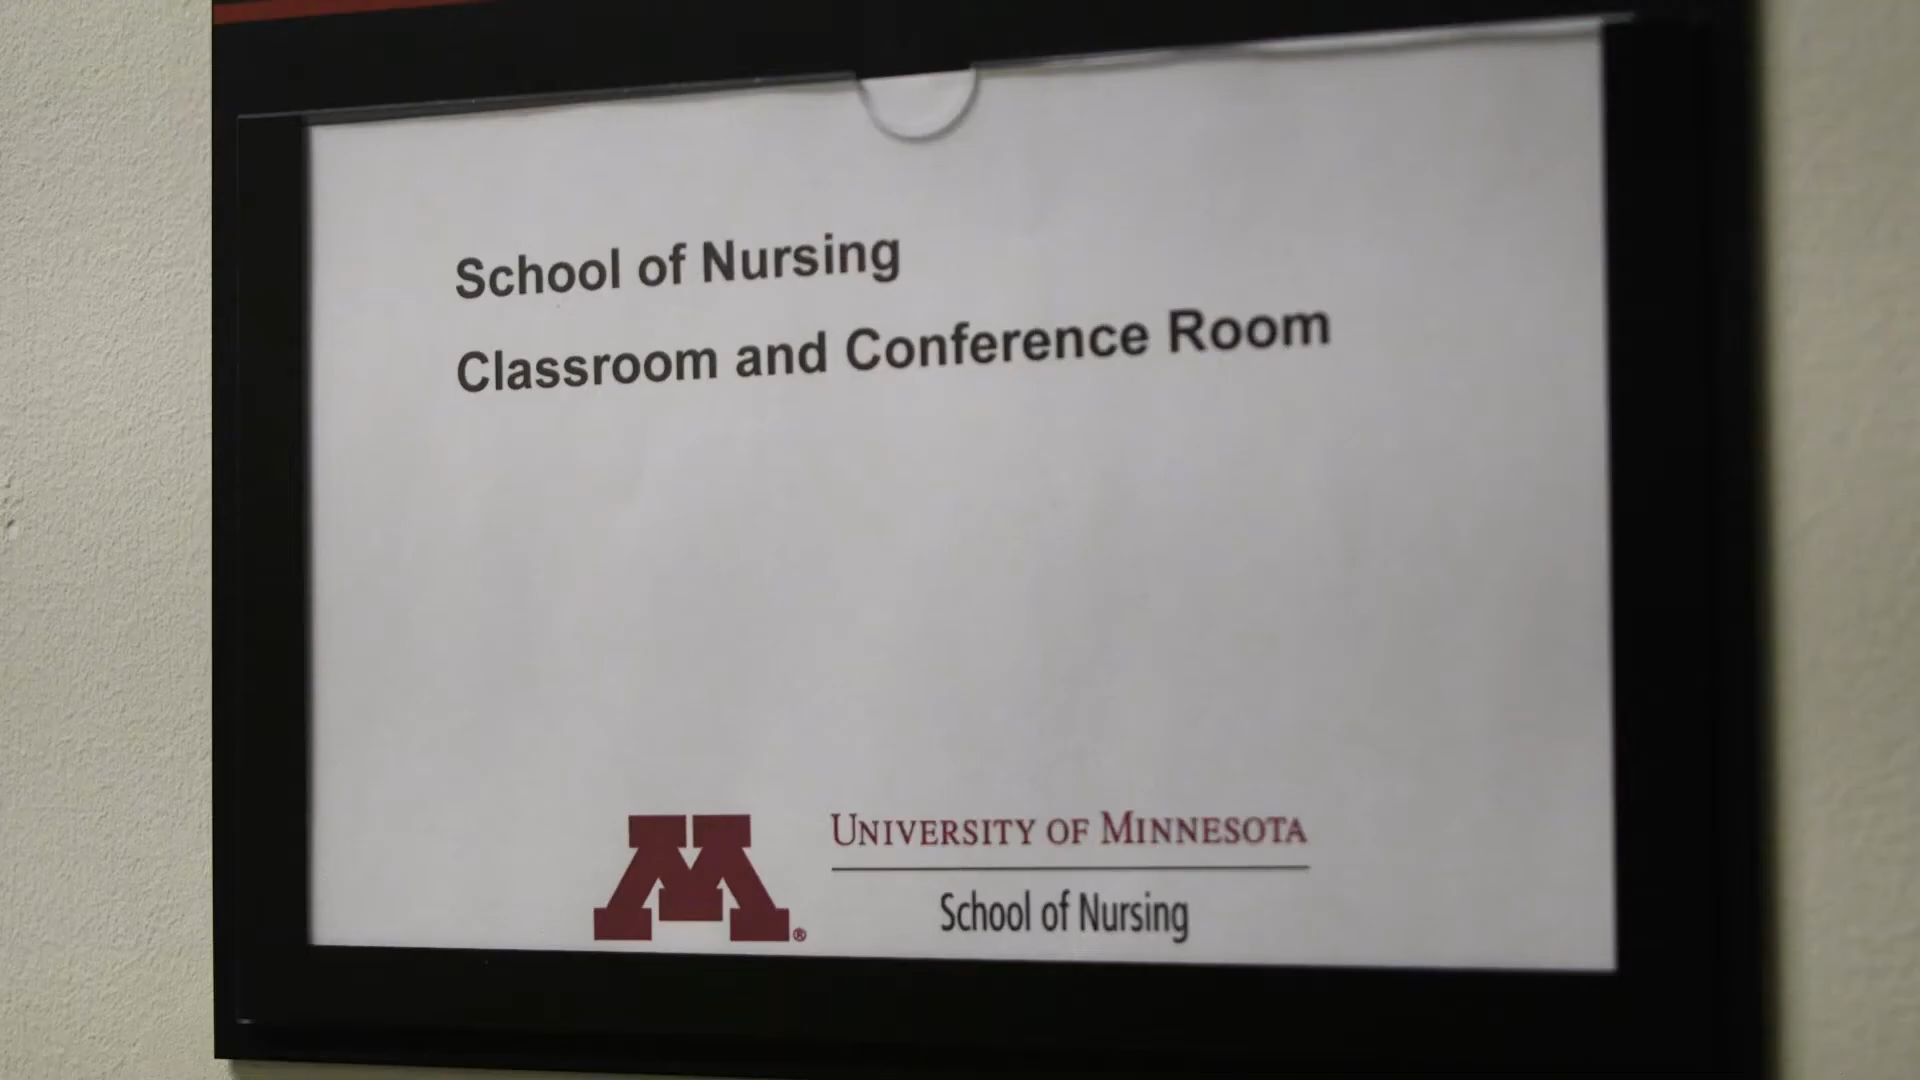 School of Nursing
Classroom and Conference Room
M®
UNIVERSITY OF MINNESOTA
School of Nursing